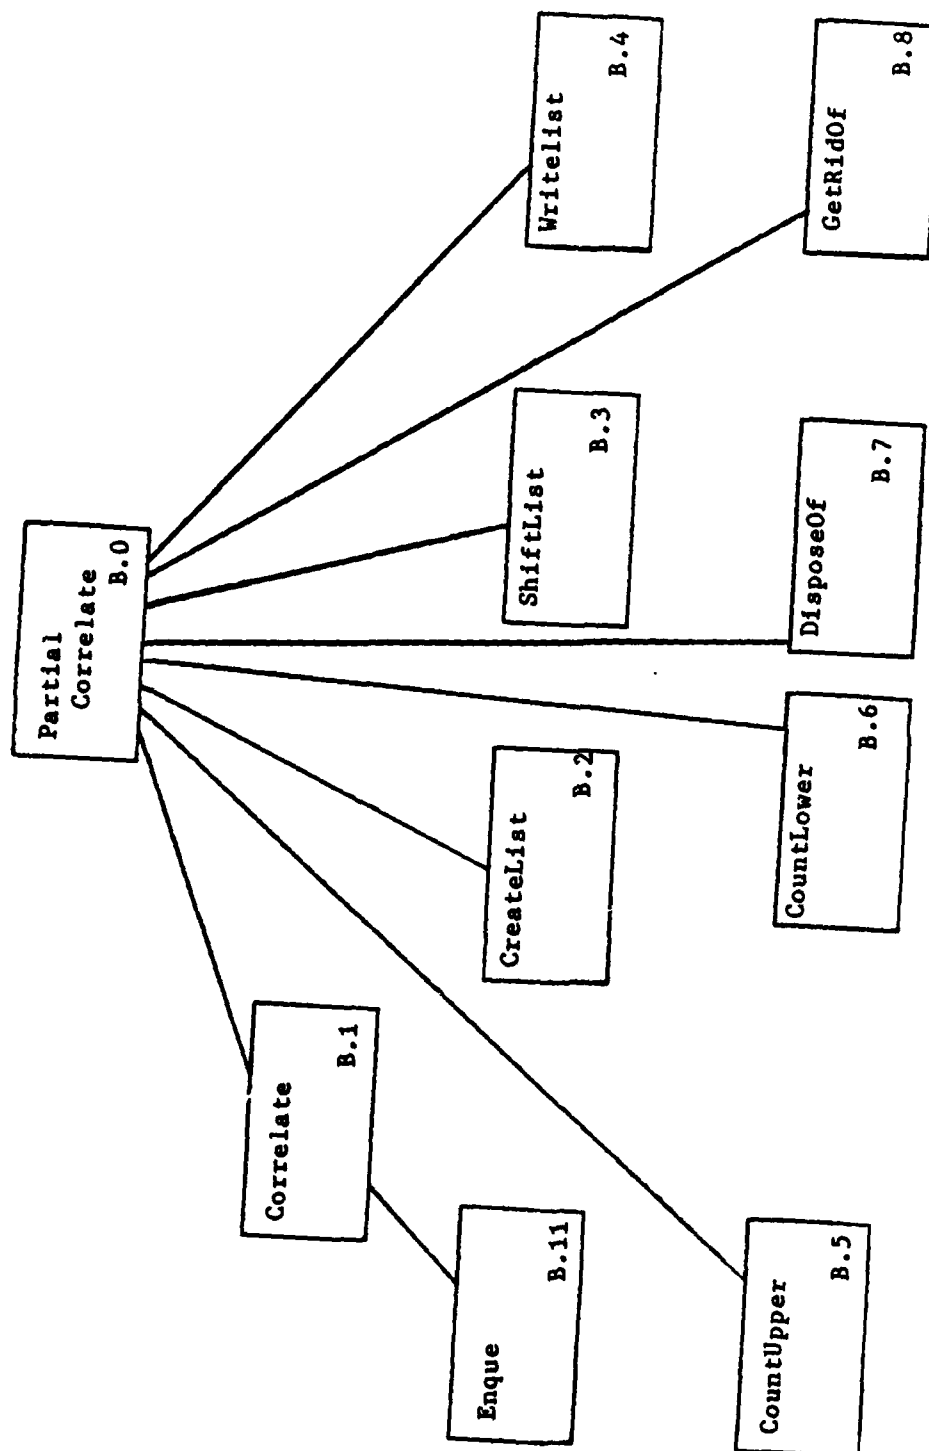 Partial
Correlate
B.0
Correlate
B.1
Enque
B.11
CreateList
B.2
ShiftList
B.3
Writelist
B.4
CountUpper
B.5
CountLower
B.6
DisposeOf
B.7
GetRidOf
B.8